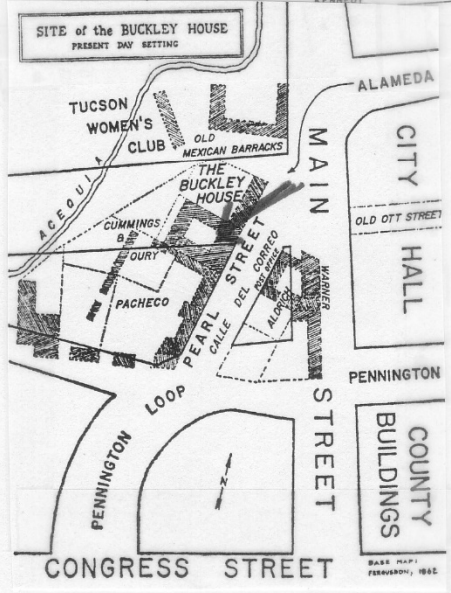 SITE of the BUCKLEY HOUSE
PRESENT DAY SETTING
ALAMEDA
TUCSON
WOMEN'S
CLUB
OLD
MEXICAN BARRACKS
ACEQUIA
THE
BUCKLEY
HOUSE
MAIN
STREET
CITY
HALL
OLD OTT STREET
CUMMINGS
&
OURY
PACHECO
PEARL STREET
CALLE DEL CORREO
POST OFFICE
ALDRICH
WARNER
PENNINGTON
PENNINGTON
LOOP
COUNTY
BUILDINGS
N
CONGRESS STREET
BASE MAP:
FERGUSSON, 1862